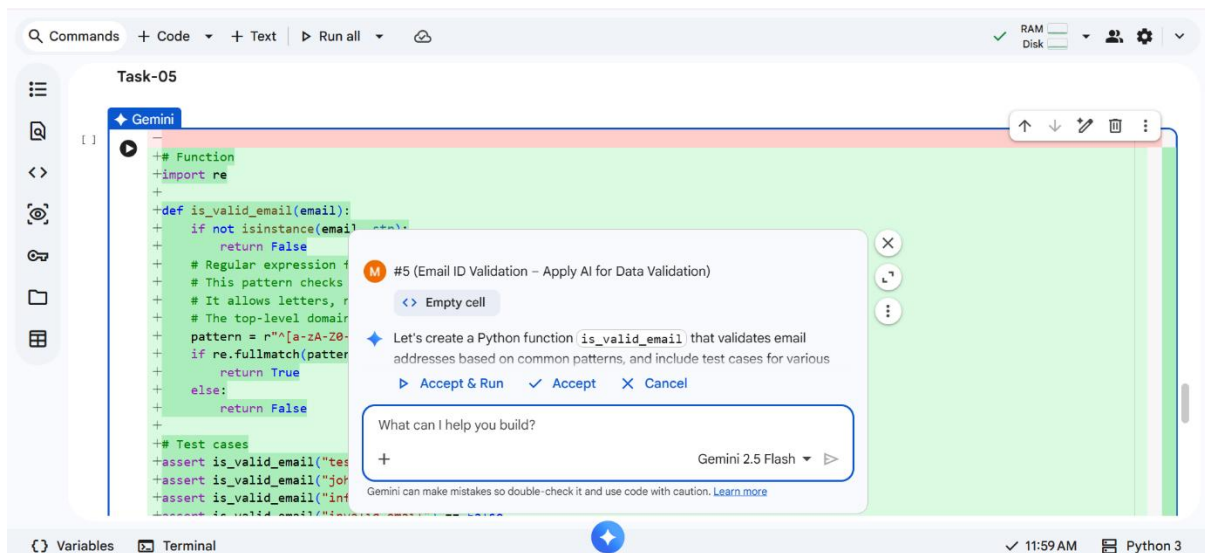 Commands + Code + Text Run all RAM
Disk
Task-05
Gemini
[ ]
+# Function
+import re
+
+def is_valid_email(email):
+ if not isinstance(email, str):
+ return False
+ # Regular expression f
+ # This pattern checks
+ # It allows letters, r
+ # The top-level domair
+ pattern = r"^[a-zA-Z0-
+ if re.fullmatch(patter
+ return True
+ else:
+ return False
+
+# Test cases
+assert is_valid_email("tes
+assert is_valid_email("joh
+assert is_valid_email("inf
+assert is_valid_email("invalid_email") == False
M #5 (Email ID Validation – Apply AI for Data Validation)
<> Empty cell
Let's create a Python function is_valid_email that validates email
addresses based on common patterns, and include test cases for various
Accept & Run Accept Cancel
What can I help you build?
+ Gemini 2.5 Flash
Gemini can make mistakes so double-check it and use code with caution. Learn more
{} Variables Terminal 11:59 AM Python 3